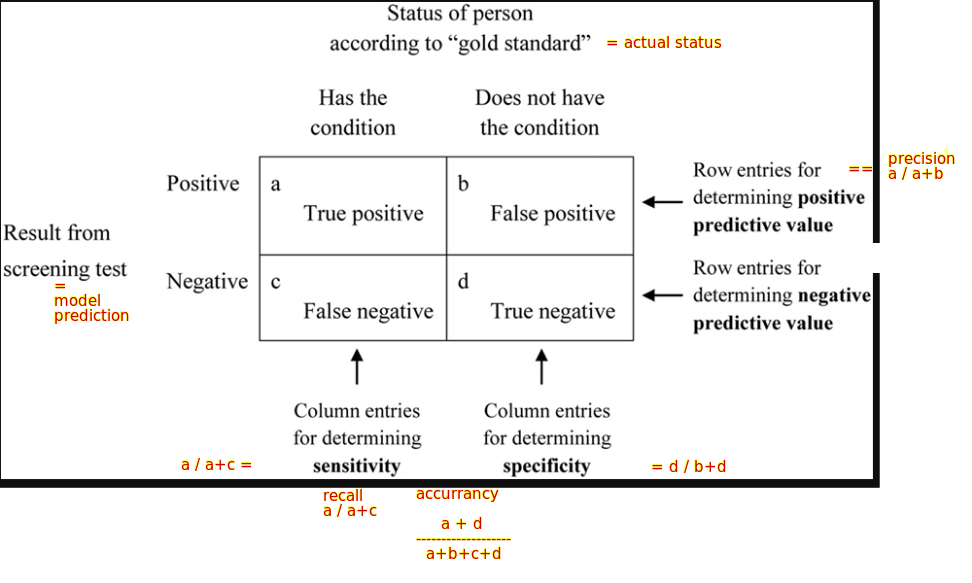 Status of person
according to “gold standard” = actual status
Has the
condition
Does not have
the condition
Positive
a
True positive
b
False positive
Row entries for ==
determining positive
predictive value
precision
a / a+b
Result from
screening test
=
model
prediction
Negative
c
False negative
d
True negative
Row entries for
determining negative
predictive value
Column entries
for determining
a / a+c = sensitivity
Column entries
for determining
specificity = d / b+d
recall
a / a+c
accurrancy
a + d
-------------------
a+b+c+d